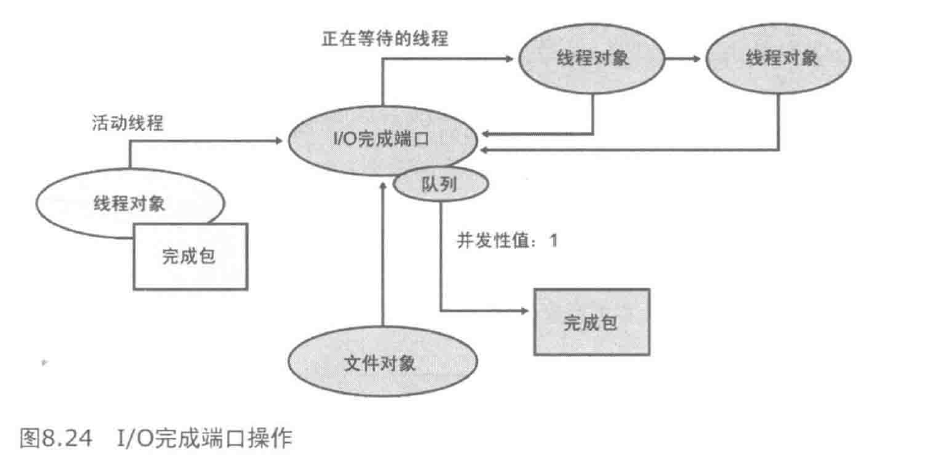 正在等待的线程
线程对象
线程对象
活动线程
I/O完成端口
队列
线程对象
完成包
并发性值：1
完成包
文件对象
图8.24 I/O完成端口操作